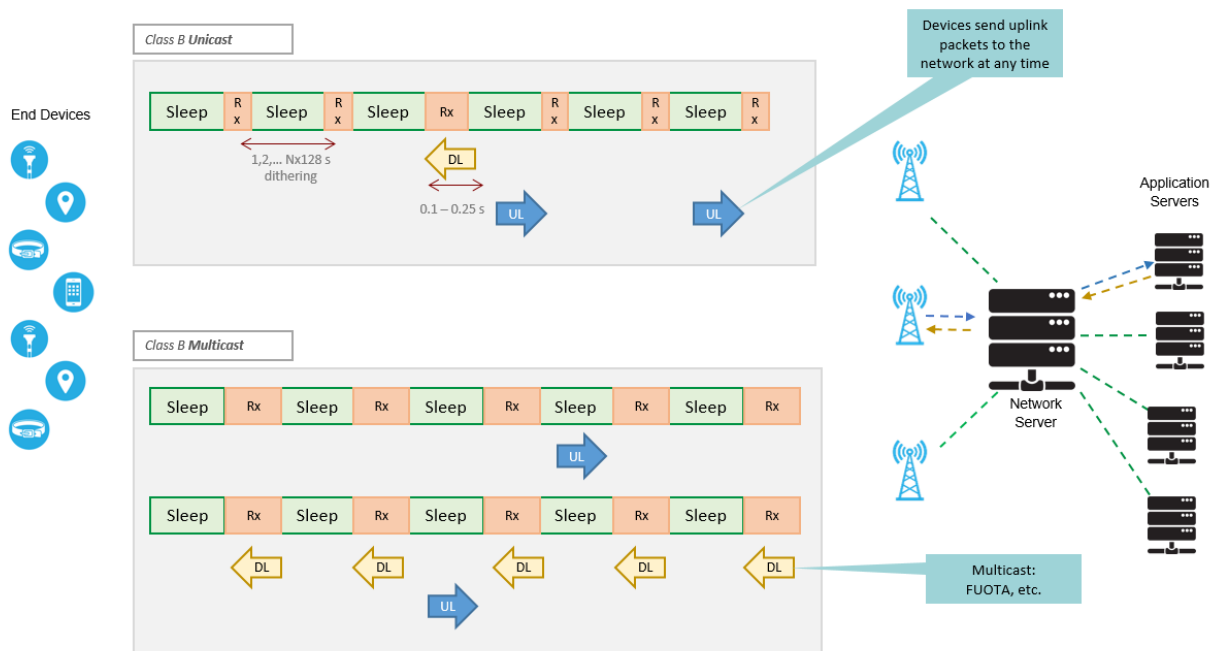 Class B Unicast
Devices send uplink
packets to the
network at any time
End Devices
Sleep R x Sleep R x Sleep Rx Sleep R x Sleep R x Sleep R x
1,2,... Nx128 s
dithering
DL
0.1 – 0.25 s
UL
UL
Application
Servers
Network
Server
Class B Multicast
Sleep Rx Sleep Rx Sleep Rx Sleep Rx Sleep Rx
UL
Sleep Rx Sleep Rx Sleep Rx Sleep Rx Sleep Rx
DL DL DL DL DL
UL
Multicast:
FUOTA, etc.